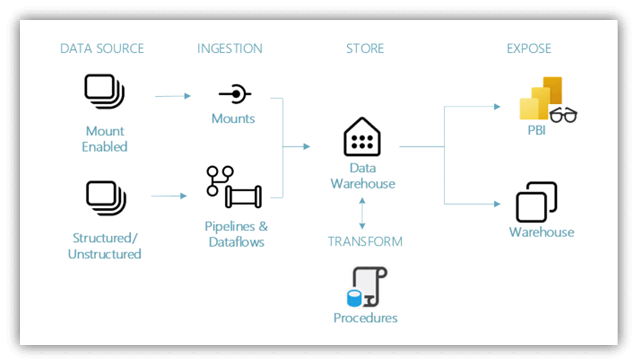 DATA SOURCE
INGESTION
STORE
EXPOSE
Mount
Enabled
Mounts
PBI
Data
Warehouse
Structured/
Unstructured
Pipelines &
Dataflows
Warehouse
TRANSFORM
Procedures